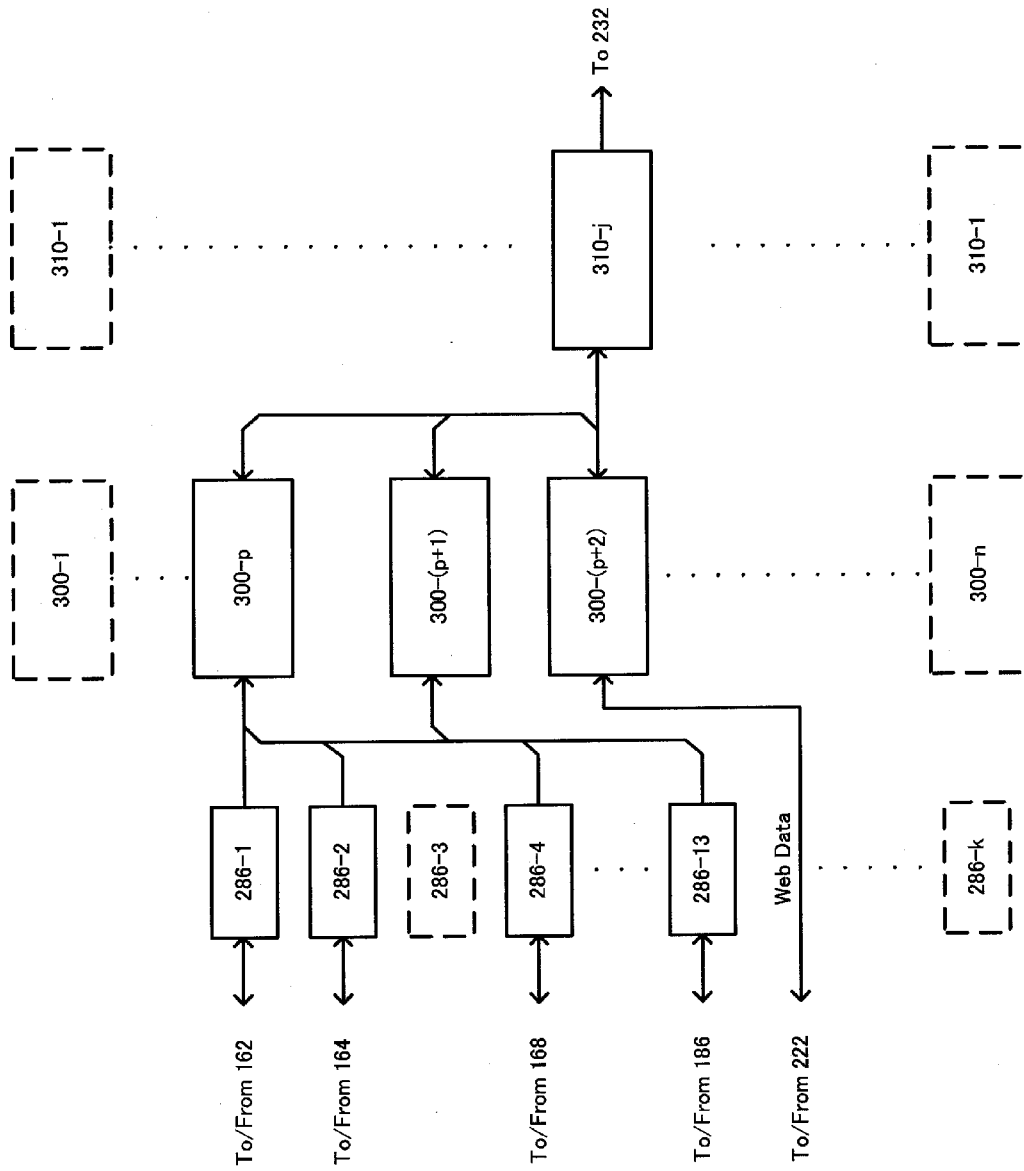 310-1
310-j
To 232
310-1
300-1
300-p
300-(p+1)
300-(p+2)
300-n
286-1
286-2
286-3
286-4
286-13
Web Data
286-k
To/From 162
To/From 164
To/From 168
To/From 186
To/From 222